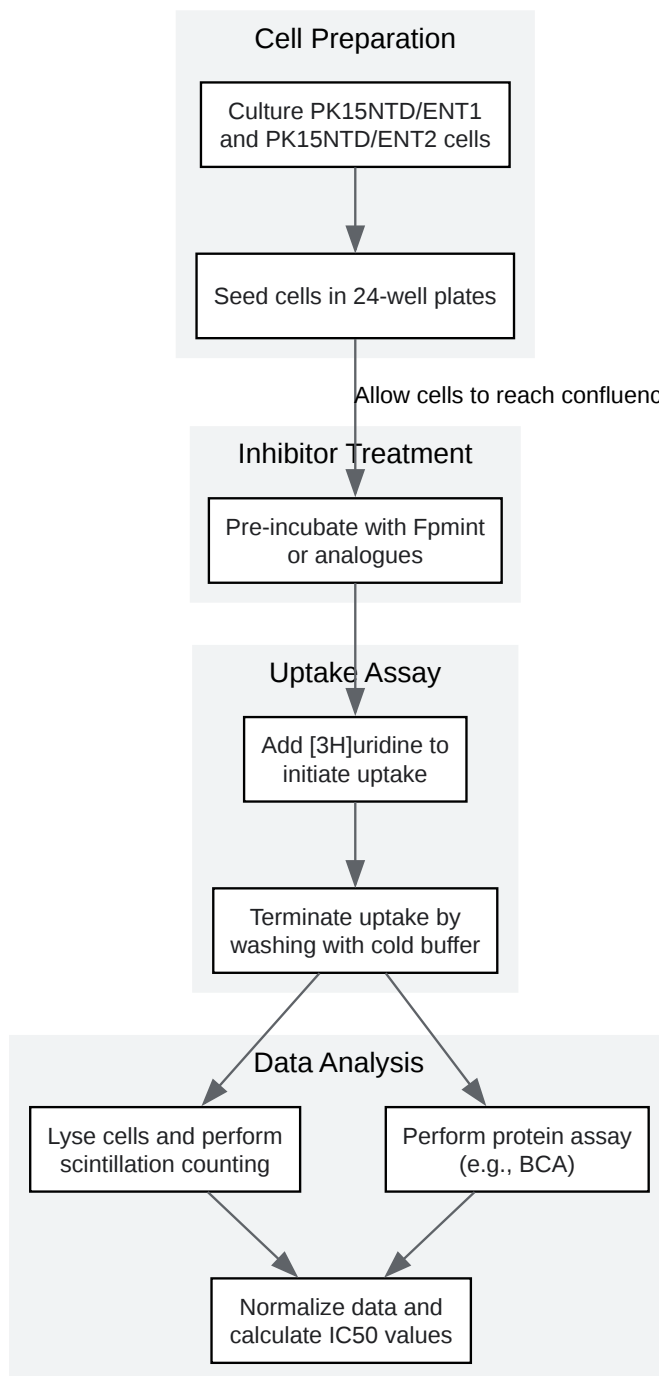 Cell Preparation
Culture PK15NTD/ENT1
and PK15NTD/ENT2 cells
Seed cells in 24-well plates
Allow cells to reach confluenc
Inhibitor Treatment
Pre-incubate with Fpmint
or analogues
Uptake Assay
Add [3H]uridine to
initiate uptake
Terminate uptake by
washing with cold buffer
Data Analysis
Lyse cells and perform
scintillation counting
Perform protein assay
(e.g., BCA)
Normalize data and
calculate IC50 values